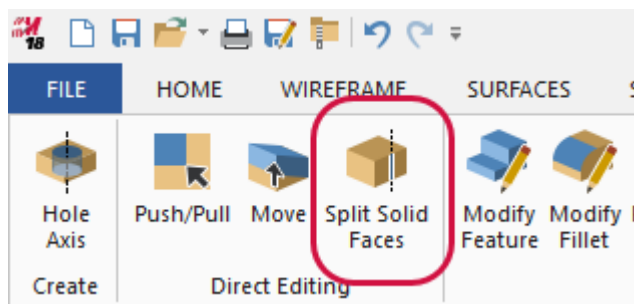 18
FILE HOME WIREFRAME SURFACES
Hole Axis
Push/Pull
Move
Split Solid Faces
Modify Feature
Modify Fillet
Create
Direct Editing